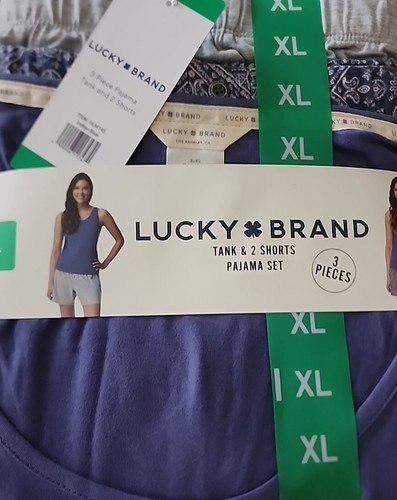 XL
XL
XL
XL
LUCKY BRAND
3-Piece Pajama
Tank and 2 Shorts
BRAND
LUCKY BRAND
LUCKY BRAND
LOS ANGELES, CA
LUCKY BRAND
TANK & 2 SHORTS
PAJAMA SET
3
PIECES
XL
XL
XL